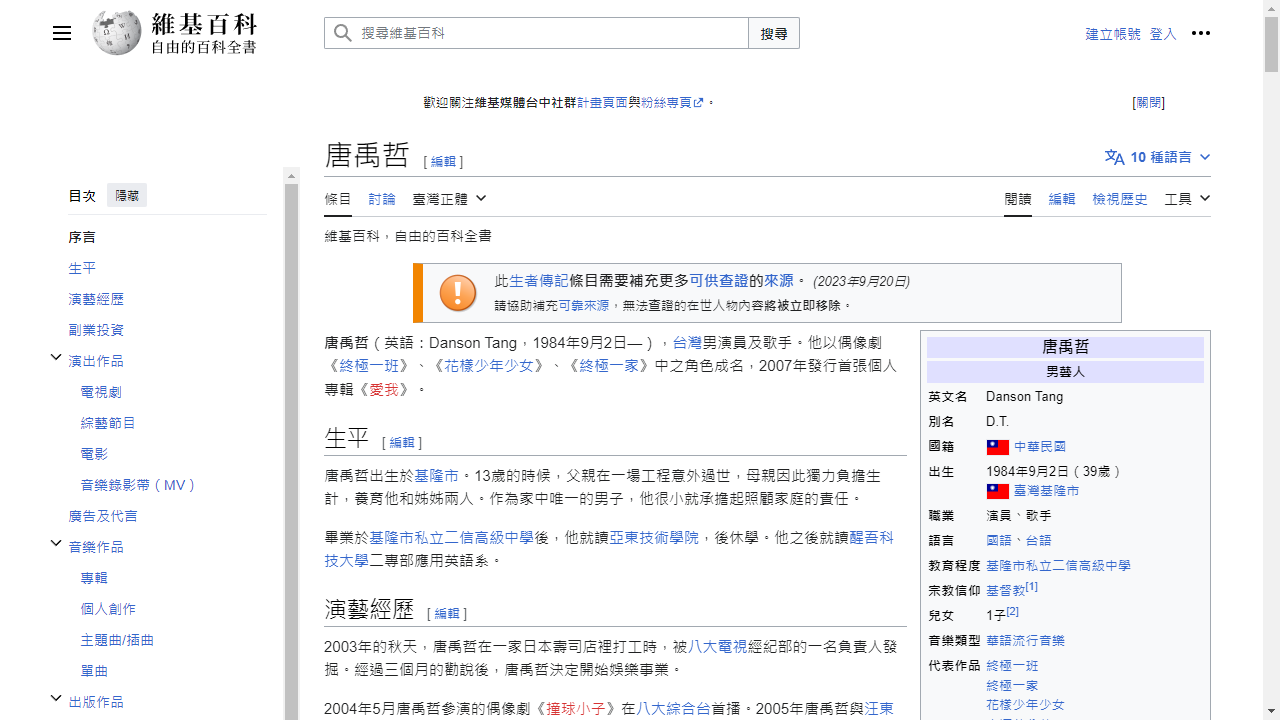 維基百科
自由的百科全書
搜尋維基百科
搜尋
建立帳號 登入
歡迎關注維基媒體台中社群計畫頁面與粉絲專頁。
[關閉]
唐禹哲 [ 編輯 ]
10 種語言
目次 隱藏
序言
生平
演藝經歷
副業投資
演出作品
電視劇
綜藝節目
電影
音樂錄影帶(MV)
廣告及代言
音樂作品
專輯
個人創作
主題曲/插曲
單曲
出版作品
條目 討論 臺灣正體
閱讀 編輯 檢視歷史 工具
維基百科,自由的百科全書
此生者傳記條目需要補充更多可供查證的來源。 (2023年9月20日)
請協助補充可靠來源,無法查證的在世人物內容將被立即移除。
唐禹哲(英語:Danson Tang,1984年9月2日—),台灣男演員及歌手。他以偶像劇
《終極一班》、《花樣少年少女》、《終極一家》中之角色成名,2007年發行首張個人
專輯《愛我》。
生平 [ 編輯 ]
唐禹哲出生於基隆市。13歲的時候,父親在一場工程意外過世,母親因此獨力負擔生
計,養育他和姊姊兩人。作為家中唯一的男子,他很小就承擔起照顧家庭的責任。
畢業於基隆市私立二信高級中學後,他就讀亞東技術學院,後休學。他之後就讀醒吾科
技大學二專部應用英語系。
演藝經歷 [ 編輯 ]
2003年的秋天,唐禹哲在一家日本壽司店裡打工時,被八大電視經紀部的一名負責人發
掘。經過三個月的勸說後,唐禹哲決定開始娛樂事業。
2004年5月唐禹哲參演的偶像劇《撞球小子》在八大綜合台首播。2005年唐禹哲與汪東
唐禹哲
男藝人
英文名 Danson Tang
別名 D.T.
國籍 中華民國
出生 1984年9月2日(39歲)
臺灣基隆市
職業 演員、歌手
語言 國語、台語
教育程度 基隆市私立二信高級中學
宗教信仰 基督教[1]
兒女 1子[2]
音樂類型 華語流行音樂
代表作品 終極一班
終極一家
花樣少年少女